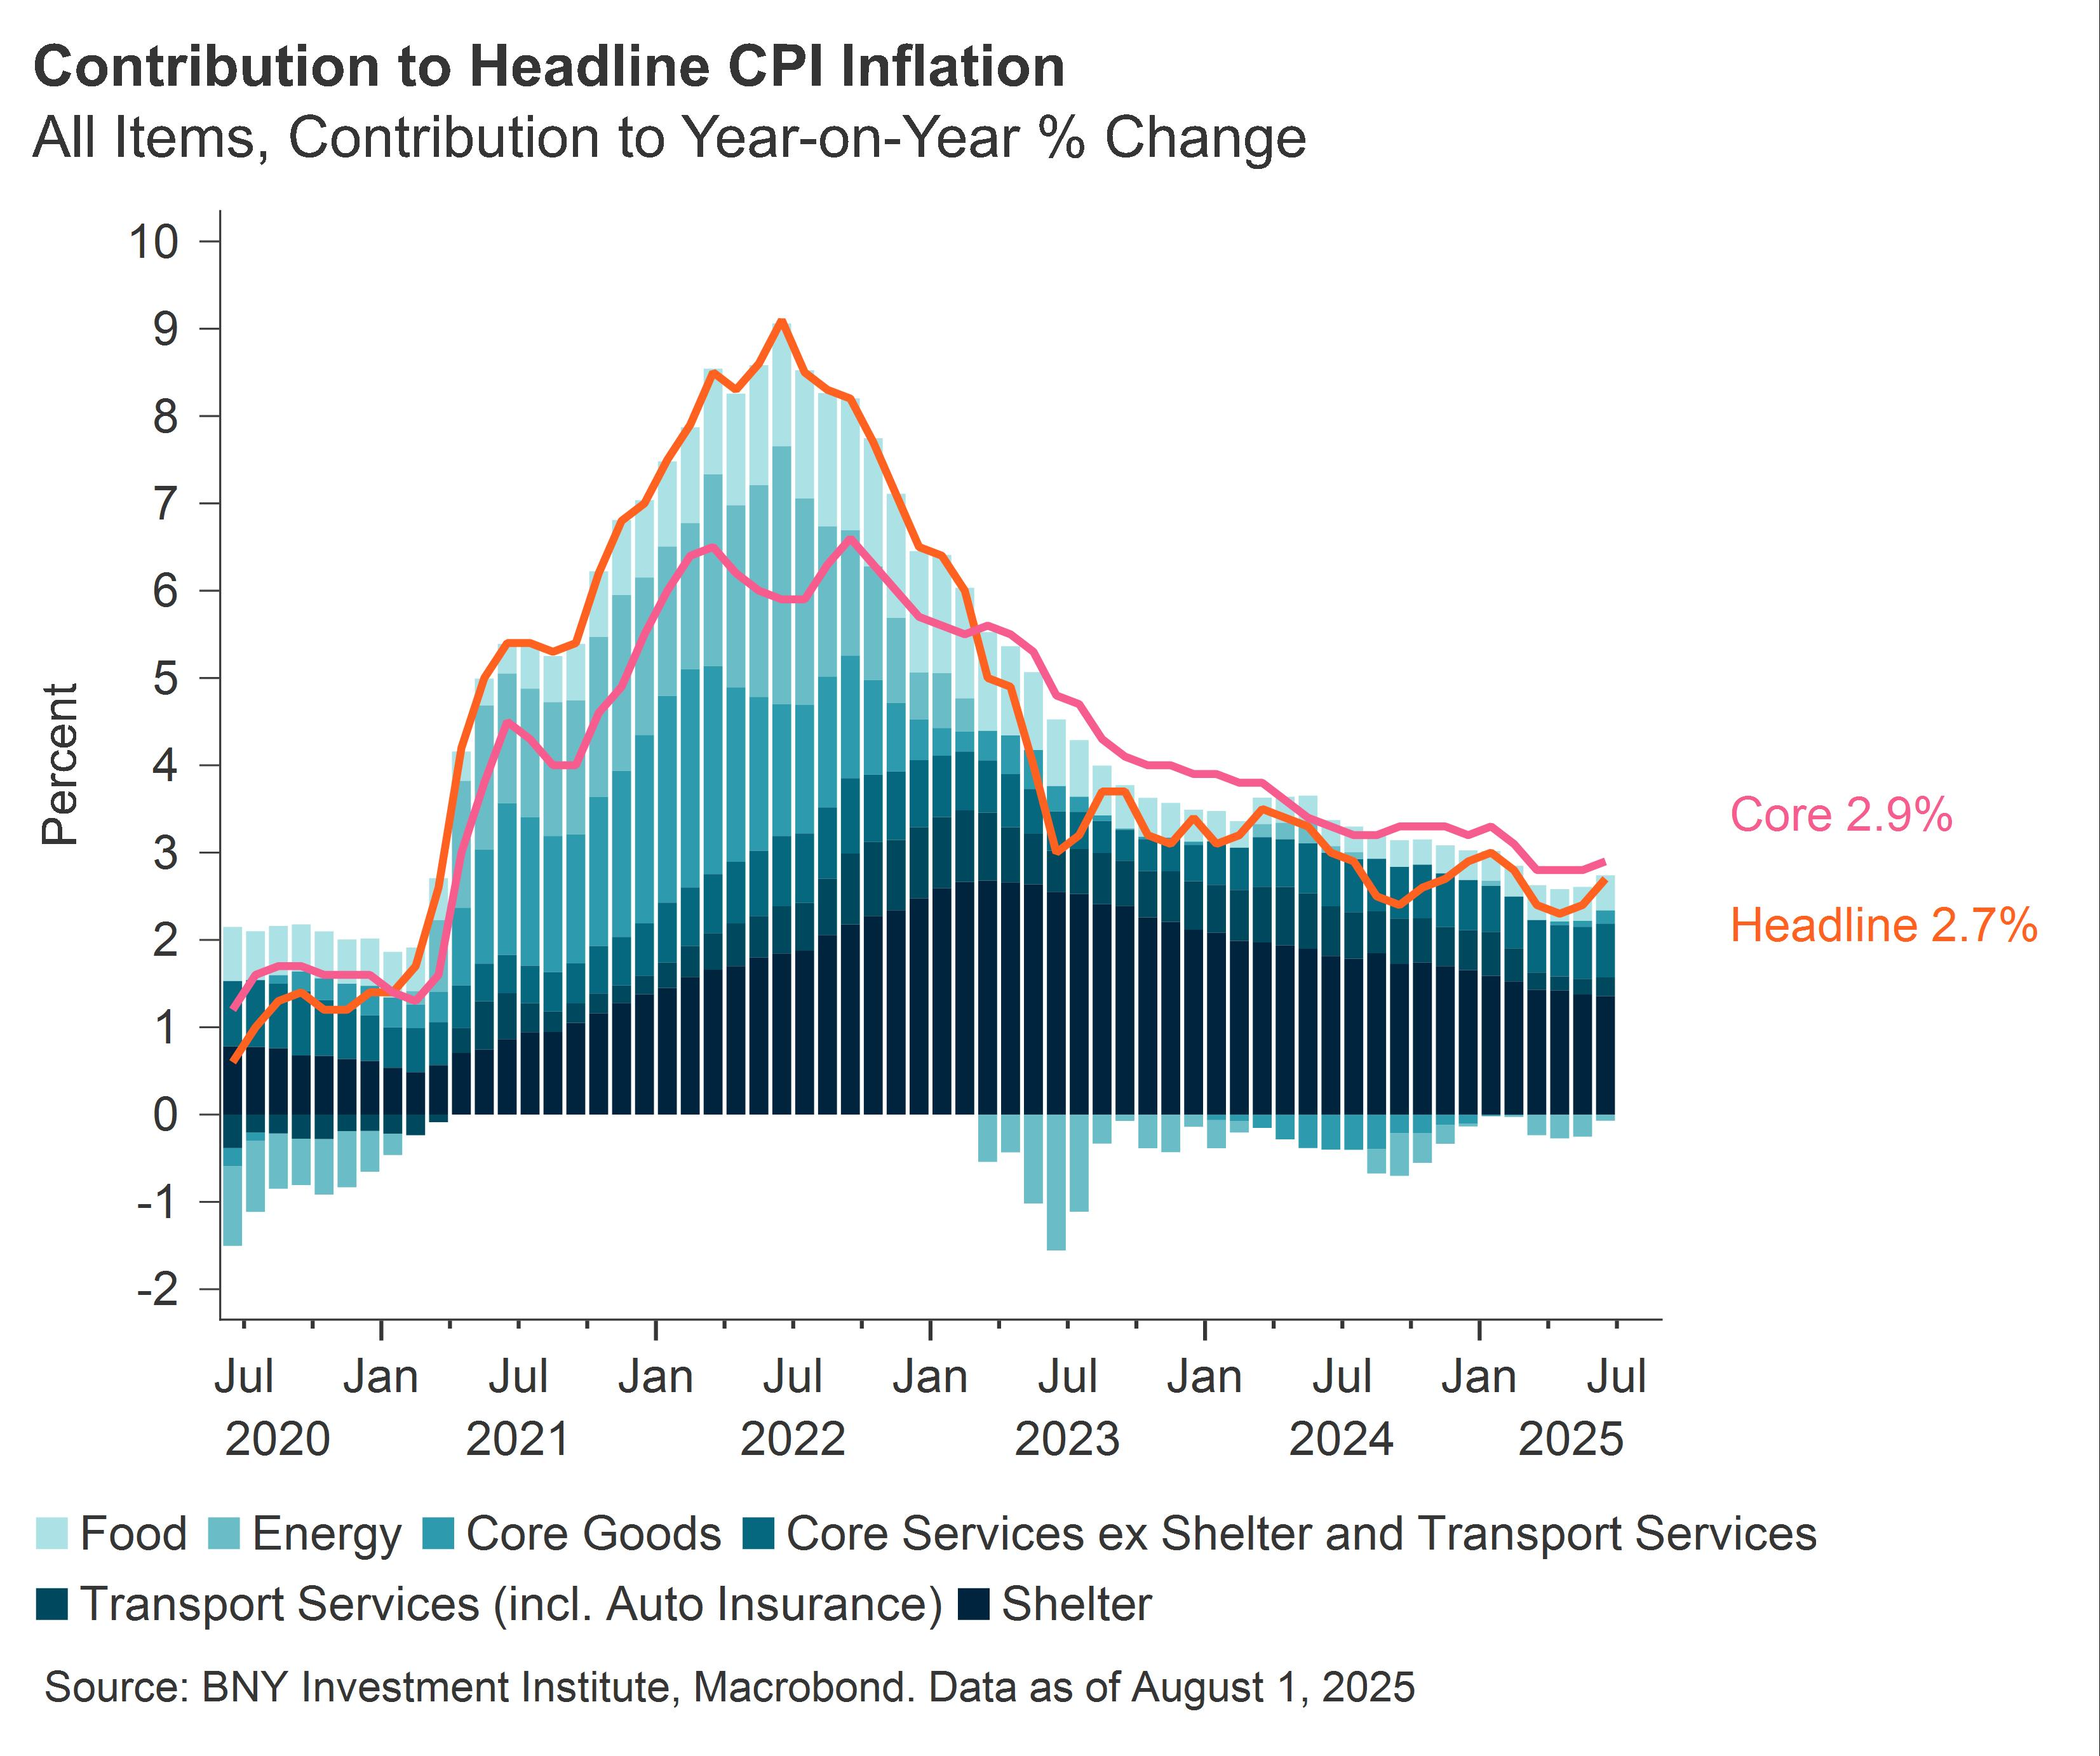 Contribution to Headline CPI Inflation
All Items, Contribution to Year-on-Year % Change
Percent
10
9
8
7
6
5
4
3
2
1
0
-1
-2
Core 2.9%
Headline 2.7%
Jul Jan Jul Jan Jul Jan Jul Jan Jul Jan Jul
2020 2021 2022 2023 2024 2025
Food Energy Core Goods Core Services ex Shelter and Transport Services
Transport Services (incl. Auto Insurance) Shelter
Source: BNY Investment Institute, Macrobond. Data as of August 1, 2025